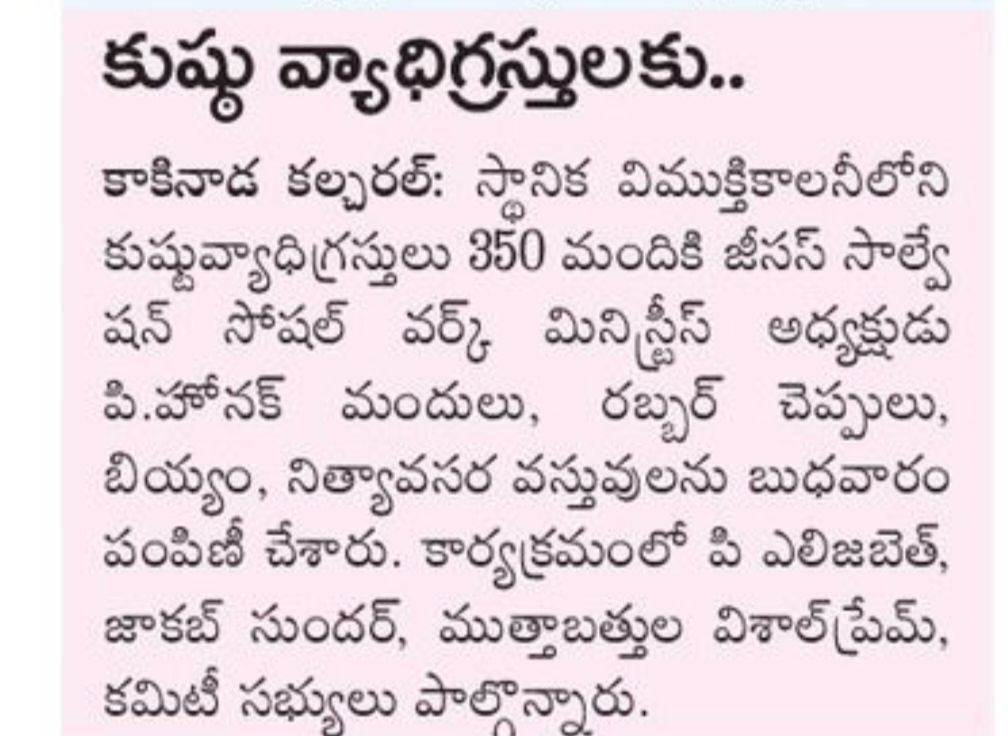 కుష్ఠు వ్యాధిగ్రస్తులకు..
కాకినాడ కల్చరల్: స్థానిక విముక్తికాలనీలోని
కుష్టువ్యాధిగ్రస్తులు 350 మందికి జీసస్ సాల్వే
షన్ సోషల్ వర్క్ మినిస్ట్రీస్ అధ్యక్షుడు
పి.హోనక్ మందులు, రబ్బర్ చెప్పులు,
బియ్యం, నిత్యావసర వస్తువులను బుధవారం
పంపిణీ చేశారు. కార్యక్రమంలో పి ఎలిజబెత్,
జాకబ్ సుందర్, ముత్తాబత్తుల విశాల్‌ప్రేమ్,
కమిటీ సభ్యులు పాల్గొన్నారు.